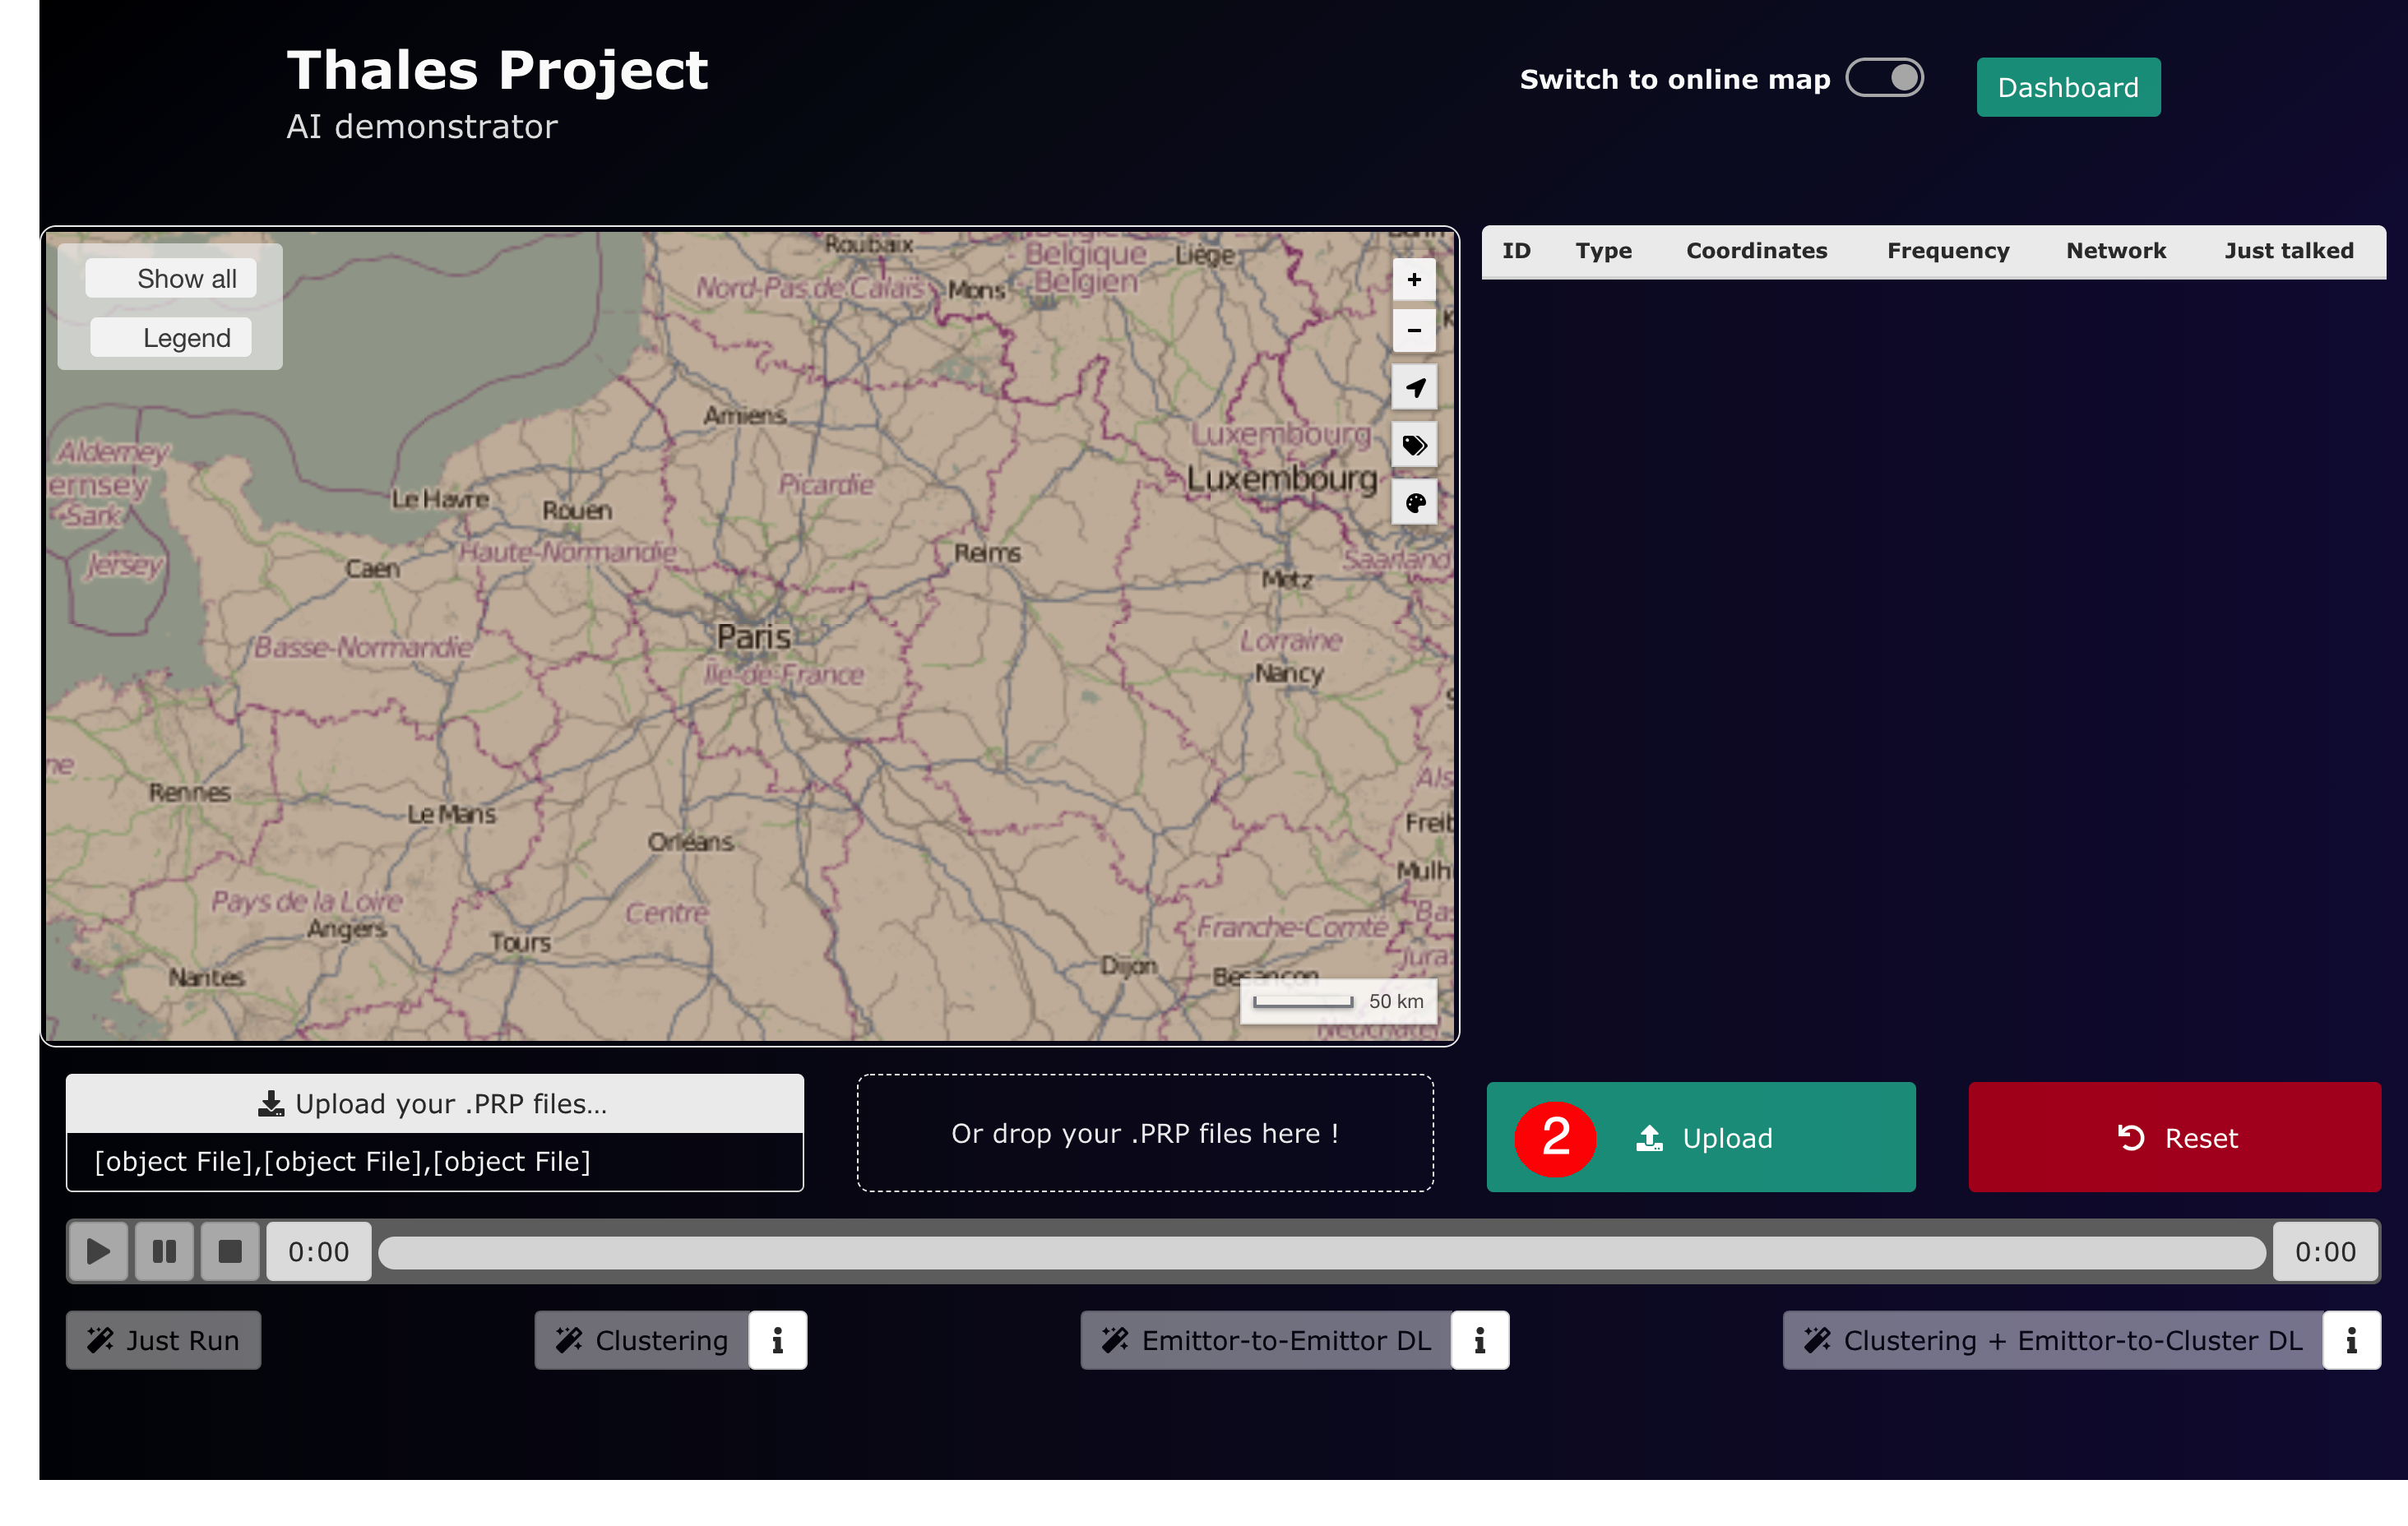 Thales Project
AI demonstrator
Switch to online map
Dashboard
Show all
Legend
Roubaix
Belgique
Belgien
Liège
Nord-Pas.de.Calais
Mons
Amiens
Alderney
ernsey
-Sark
Jersey
Luxembourg
Luxembourg
Picardie
Le Havre
Rouen
Haute-Normandie
Reims
Caen
Saarland
Metz
Paris
Île-de-France
Basse-Normandie
Lorraine
Nancy
ne
Als
Rennes
Le Mans
Orléans
Freib
Mulh
Pays de la Loire
Angers
Centre
Tours
Nantes
Franche-Comté
Bas
Jura
Dijon
Besançon
Neuchâtel
50 km
ID Type Coordinates Frequency Network Just talked
Upload your .PRP files...
[object File],[object File],[object File]
Or drop your .PRP files here !
2 Upload
Reset
0:00 0:00
Just Run
Clustering i
Emittor-to-Emittor DL i
Clustering + Emittor-to-Cluster DL i